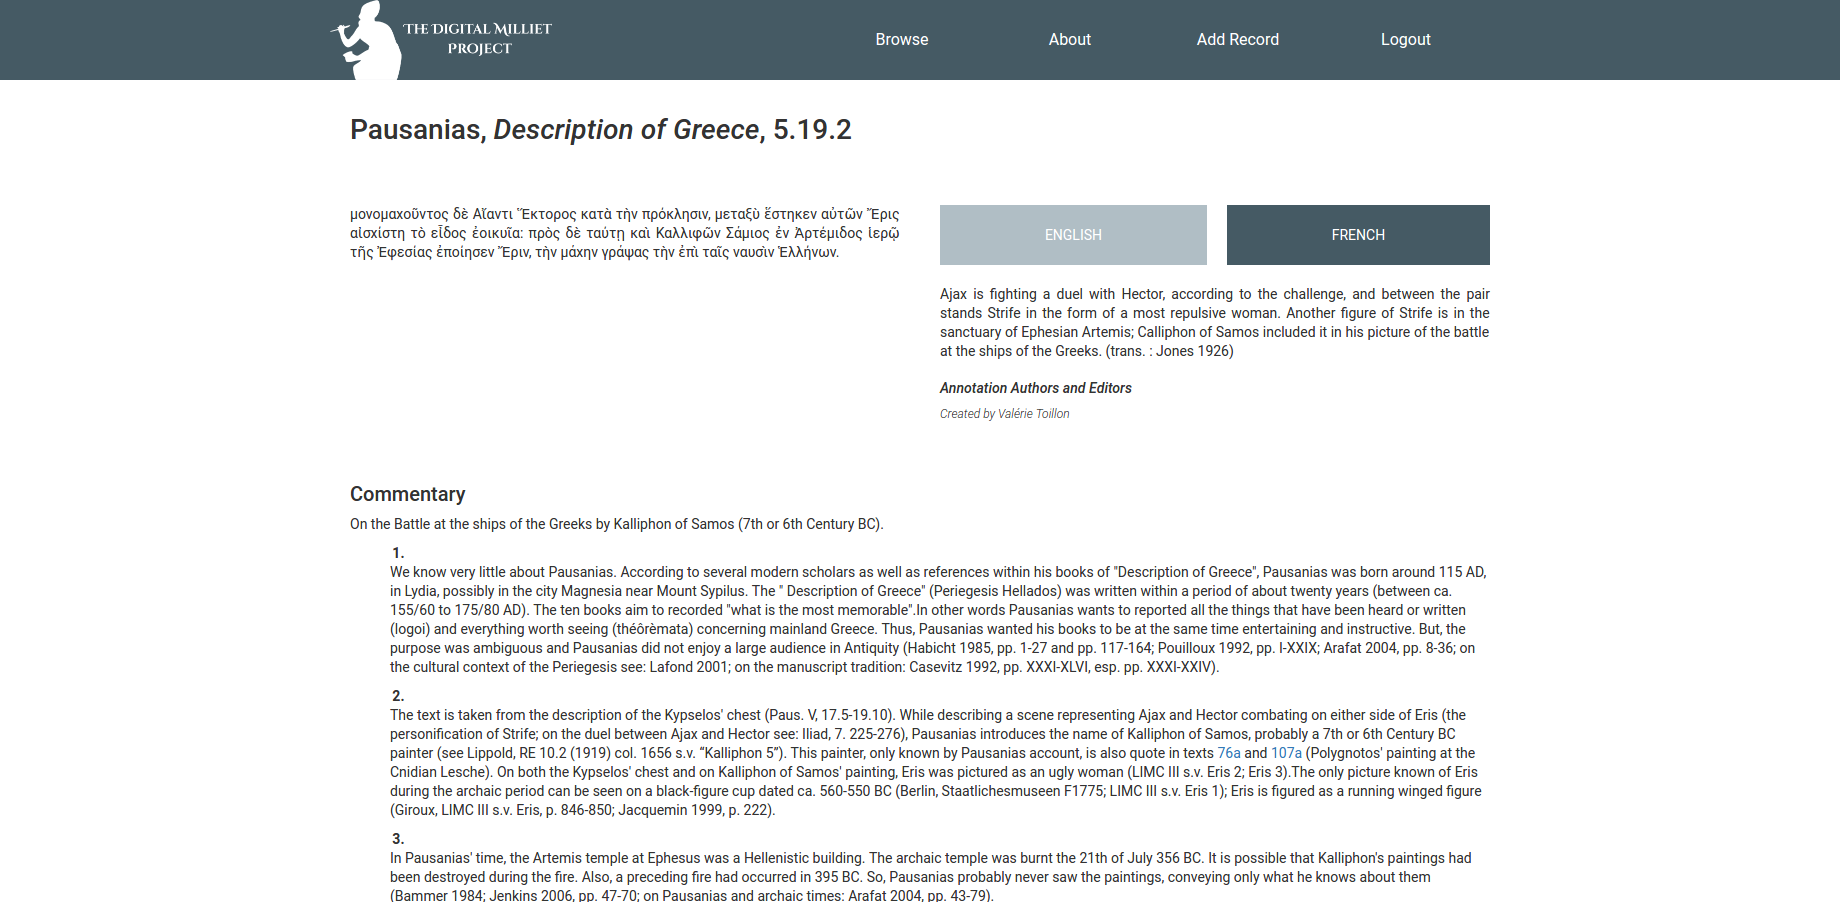 THE DIGITAL MILLIET
PROJECT
Browse
About
Add Record
Logout
Pausanias, Description of Greece, 5.19.2
μονομαχοῦντος δὲ Αἴαντι Ἕκτορος κατὰ τὴν πρόκλησιν, μεταξὺ ἕστηκεν αὐτῶν Ἔρις
αἰσχίστη τὸ εἶδος ἐοικυῖα: πρὸς δὲ ταύτῃ καὶ Καλλιφῶν Σάμιος ἐν Ἀρτέμιδος ἱερῷ
τῆς Ἐφεσίας ἐποίησεν Ἔριν, τὴν μάχην γράψας τὴν ἐπὶ ταῖς ναυσὶν Ἑλλήνων.
ENGLISH
FRENCH
Ajax is fighting a duel with Hector, according to the challenge, and between the pair
stands Strife in the form of a most repulsive woman. Another figure of Strife is in the
sanctuary of Ephesian Artemis; Calliphon of Samos included it in his picture of the battle
at the ships of the Greeks. (trans. : Jones 1926)
Annotation Authors and Editors
Created by Valérie Toillon
Commentary
On the Battle at the ships of the Greeks by Kalliphon of Samos (7th or 6th Century BC).
1.
We know very little about Pausanias. According to several modern scholars as well as references within his books of "Description of Greece", Pausanias was born around 115 AD,
in Lydia, possibly in the city Magnesia near Mount Sypilus. The " Description of Greece" (Periegesis Hellados) was written within a period of about twenty years (between ca.
155/60 to 175/80 AD). The ten books aim to recorded "what is the most memorable".In other words Pausanias wants to reported all the things that have been heard or written
(logoi) and everything worth seeing (théôrèmata) concerning mainland Greece. Thus, Pausanias wanted his books to be at the same time entertaining and instructive. But, the
purpose was ambiguous and Pausanias did not enjoy a large audience in Antiquity (Habicht 1985, pp. 1-27 and pp. 117-164; Pouilloux 1992, pp. I-XXIX; Arafat 2004, pp. 8-36; on
the cultural context of the Periegesis see: Lafond 2001; on the manuscript tradition: Casevitz 1992, pp. XXXI-XLVI, esp. pp. XXXI-XXIV).
2.
The text is taken from the description of the Kypselos' chest (Paus. V, 17.5-19.10). While describing a scene representing Ajax and Hector combating on either side of Eris (the
personification of Strife; on the duel between Ajax and Hector see: Iliad, 7. 225-276), Pausanias introduces the name of Kalliphon of Samos, probably a 7th or 6th Century BC
painter (see Lippold, RE 10.2 (1919) col. 1656 s.v. “Kalliphon 5”). This painter, only known by Pausanias account, is also quote in texts 76a and 107a (Polygnotos' painting at the
Cnidian Lesche). On both the Kypselos' chest and on Kalliphon of Samos' painting, Eris was pictured as an ugly woman (LIMC III s.v. Eris 2; Eris 3).The only picture known of Eris
during the archaic period can be seen on a black-figure cup dated ca. 560-550 BC (Berlin, Staatlichesmuseen F1775; LIMC III s.v. Eris 1); Eris is figured as a running winged figure
(Giroux, LIMC III s.v. Eris, p. 846-850; Jacquemin 1999, p. 222).
3.
In Pausanias' time, the Artemis temple at Ephesus was a Hellenistic building. The archaic temple was burnt the 21th of July 356 BC. It is possible that Kalliphon's paintings had
been destroyed during the fire. Also, a preceding fire had occurred in 395 BC. So, Pausanias probably never saw the paintings, conveying only what he knows about them
(Bammer 1984; Jenkins 2006, pp. 47-70; on Pausanias and archaic times: Arafat 2004, pp. 43-79).